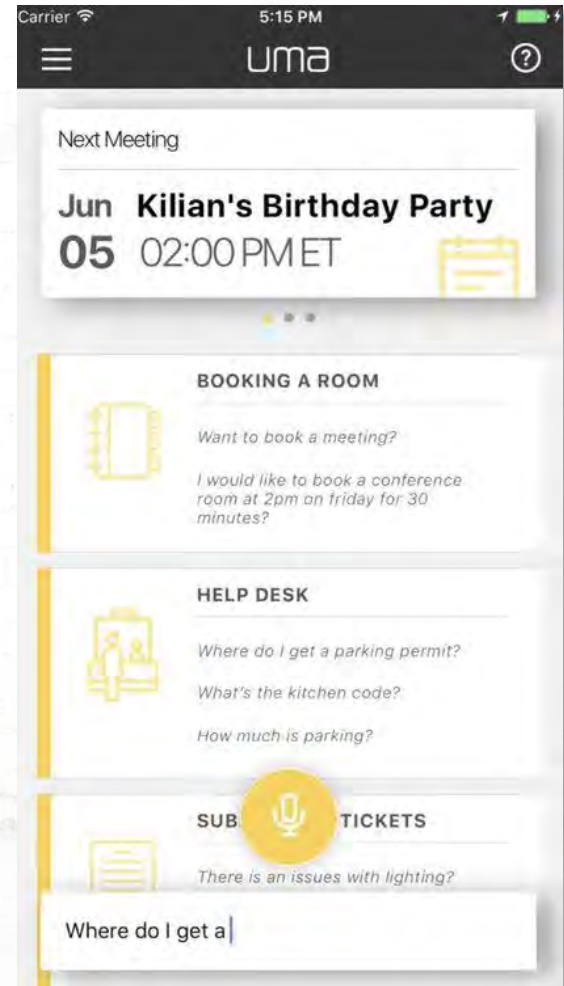 Carrier 5:15 PM
uma
?
Next Meeting
Jun Kilian's Birthday Party
05 02:00 PM ET
BOOKING A ROOM
Want to book a meeting?
I would like to book a conference
room at 2pm on friday for 30
minutes?
HELP DESK
Where do I get a parking permit?
What's the kitchen code?
How much is parking?
SUB TICKETS
There is an issues with lighting?
Where do I get a